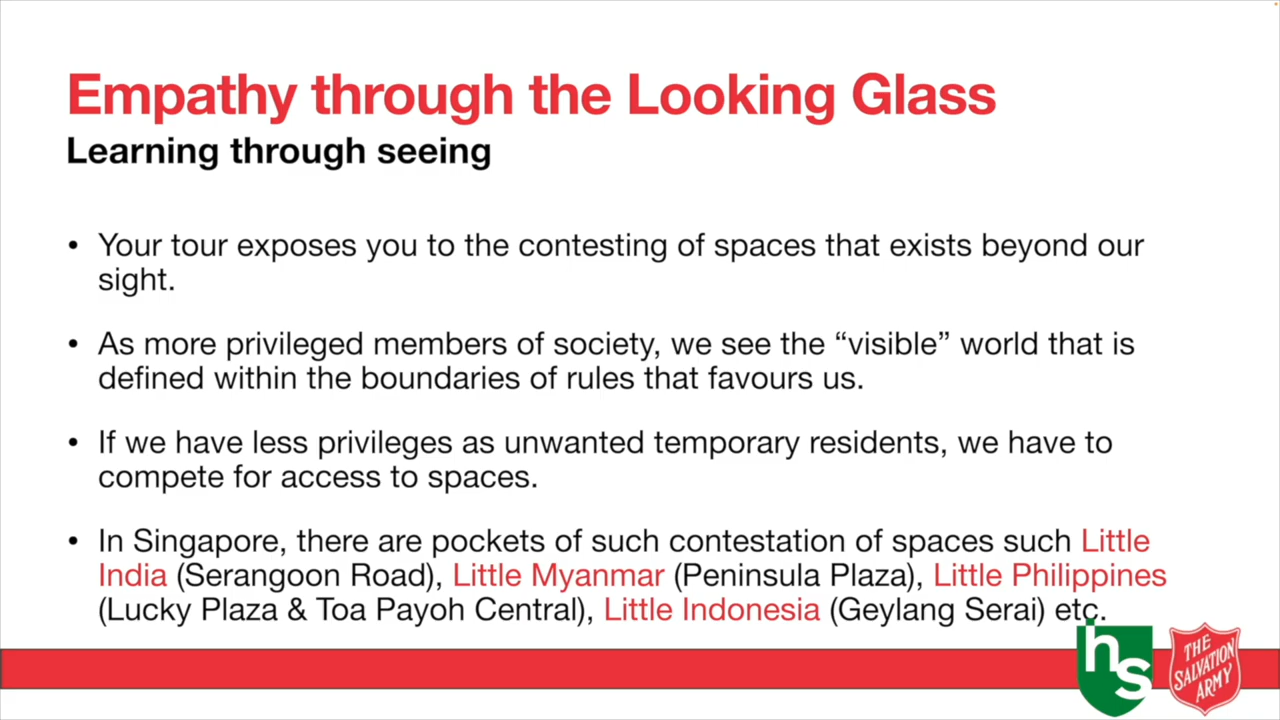 Empathy through the Looking Glass
Learning through seeing
• Your tour exposes you to the contesting of spaces that exists beyond our
sight.
• As more privileged members of society, we see the “visible” world that is
defined within the boundaries of rules that favours us.
• If we have less privileges as unwanted temporary residents, we have to
compete for access to spaces.
• In Singapore, there are pockets of such contestation of spaces such Little
India (Serangoon Road), Little Myanmar (Peninsula Plaza), Little Philippines
(Lucky Plaza & Toa Payoh Central), Little Indonesia (Geylang Serai) etc.
hs
THE
SALVATION
ARMY